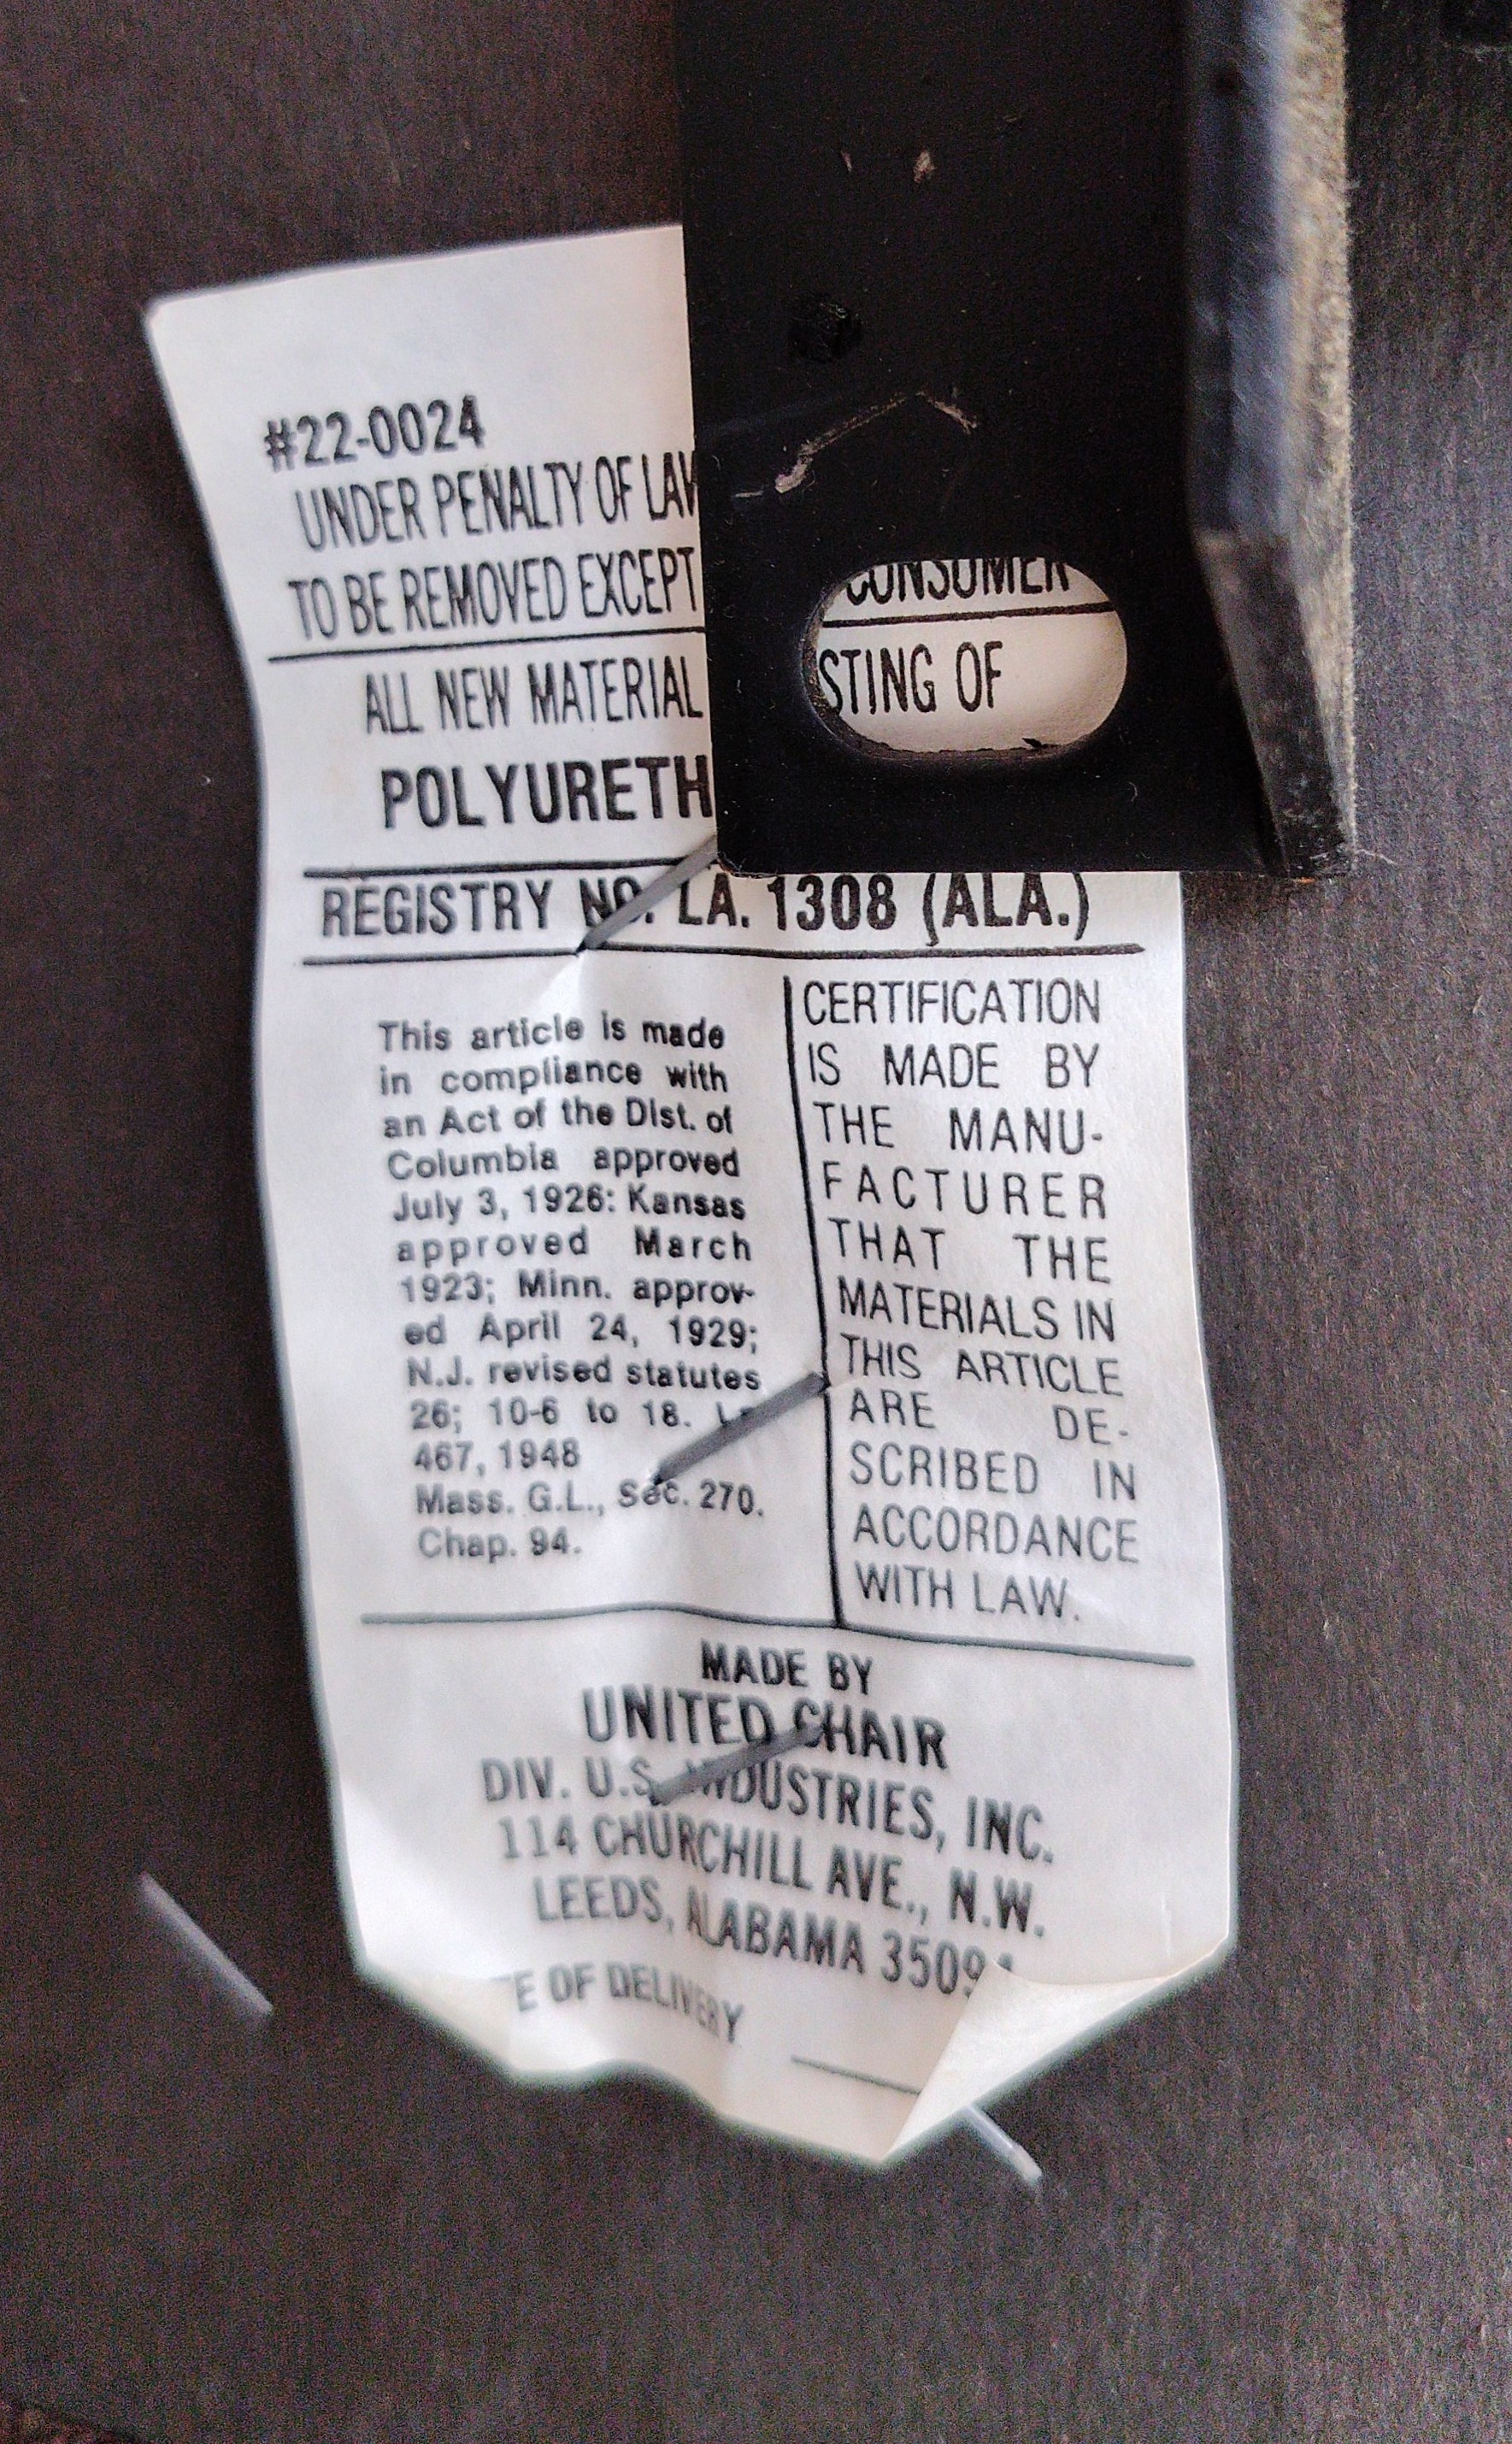 #22-0024
UNDER PENALTY OF LAW
TO BE REMOVED EXCEPT CONSUMER
ALL NEW MATERIAL STING OF
POLYURETH
REGISTRY NO. LA. 1308 (ALA.)
This article is made
in compliance with
an Act of the Dist. of
Columbia approved
July 3, 1926: Kansas
approved March
1923; Minn. approv-
ed April 24, 1929;
N.J. revised statutes
26; 10-6 to 18.
467, 1948
Mass. G.L., Sec. 270.
Chap. 94.
CERTIFICATION
IS MADE BY
THE MANU-
FACTURER
THAT THE
MATERIALS IN
THIS ARTICLE
ARE DE-
SCRIBED IN
ACCORDANCE
WITH LAW.
MADE BY
UNITED CHAIR
DIV. U.S. INDUSTRIES, INC.
114 CHURCHILL AVE., N.W.
LEEDS, ALABAMA 3509
E OF DELIVERY